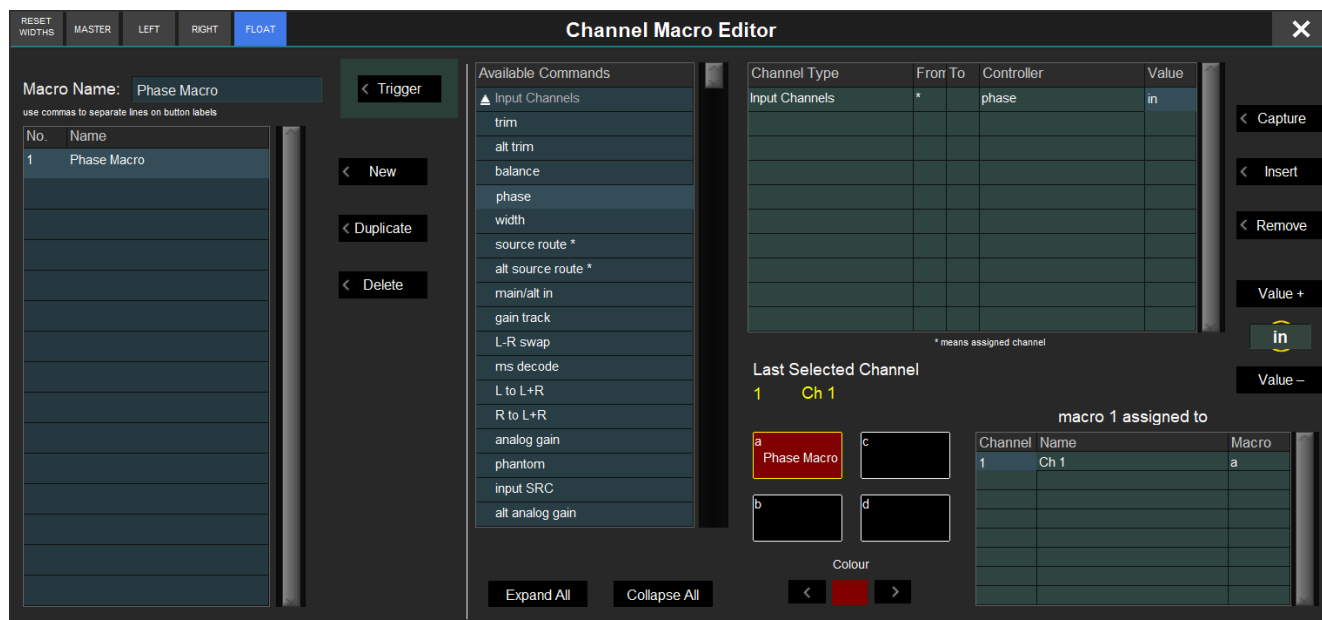 RESET
WIDTHS
MASTER
LEFT
RIGHT
FLOAT
Channel Macro Editor
Macro Name: Phase Macro
use commas to separate lines on button labels
No. Name
1 Phase Macro
< Trigger
< New
< Duplicate
< Delete
Available Commands
Input Channels
trim
alt trim
balance
phase
width
source route *
alt source route *
main/alt in
gain track
L-R swap
ms decode
L to L+R
R to L+R
analog gain
phantom
input SRC
alt analog gain
Expand All
Collapse All
Channel Type From To Controller Value
Input Channels * phase in
* means assigned channel
< Capture
< Insert
< Remove
Value +
in
Value –
Last Selected Channel
1 Ch 1
a
Phase Macro
c
b
d
Colour
< >
macro 1 assigned to
Channel Name Macro
1 Ch 1 a